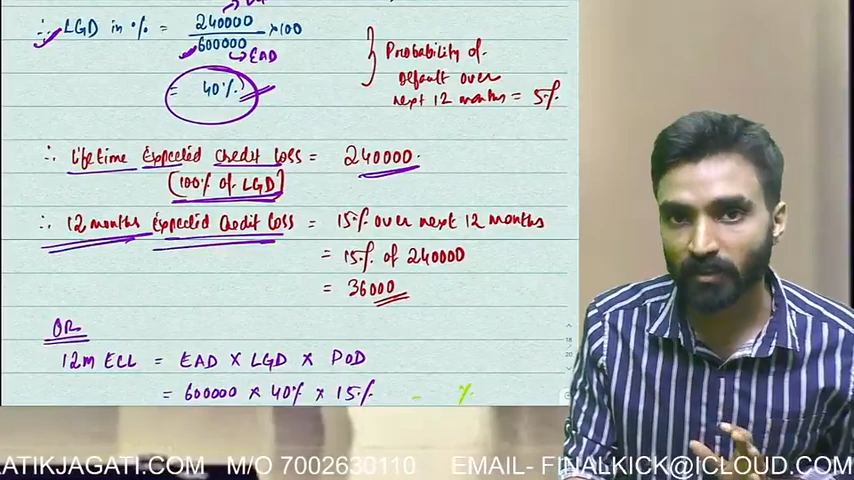 ∴ LGD in % = 240000 / 600000 × 100
→ EAD
= 40%
Probability of
Default over
next 12 months = 5%
∴ Lifetime Expected Credit Loss = 240000.
(100% of LGD)
∴ 12 months Expected Credit Loss = 15% over next 12 months
= 15% of 240000
= 36000
OR
12m ECL = EAD × LGD × POD
= 600000 × 40% × 15%
ATIKJAGATI.COM M/O 7002630110 EMAIL- FINALKICK@ICLOUD.COM